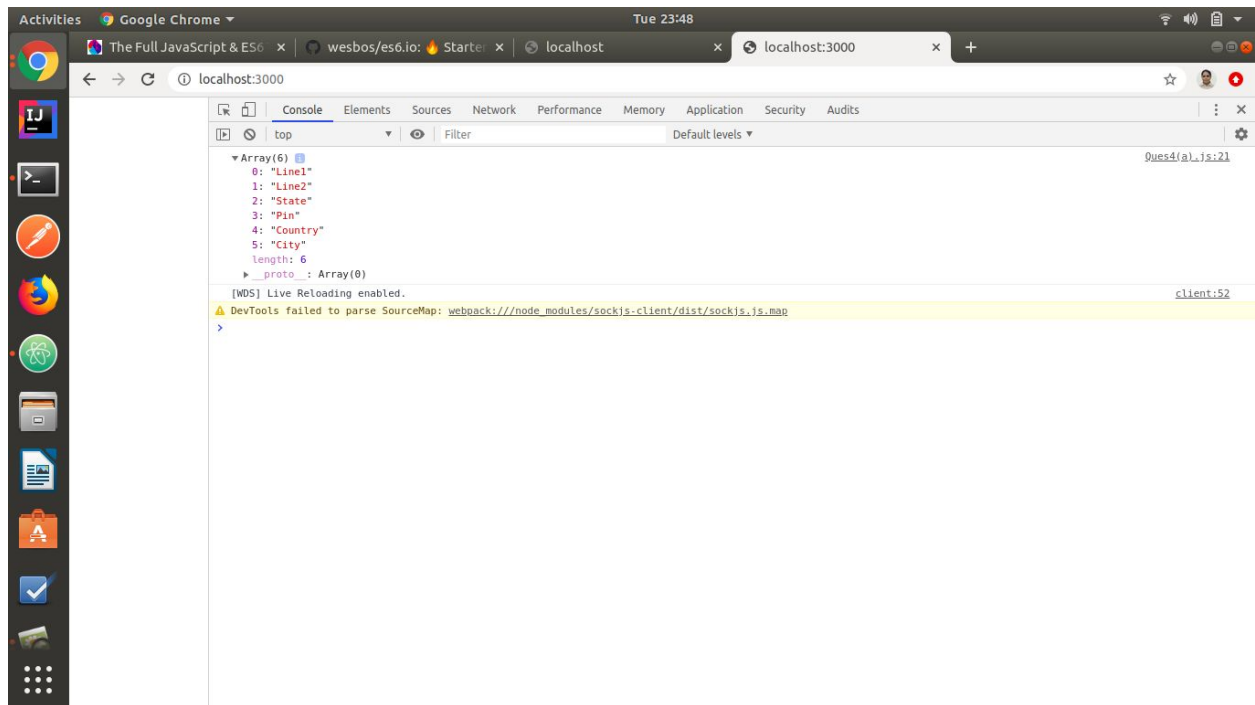 Activities Google Chrome ▾ Tue 23:48
The Full JavaScript & ES6 × wesbos/es6.io: 🔥 Starter × localhost × localhost:3000 × +
localhost:3000
Console Elements Sources Network Performance Memory Application Security Audits
top ▼ Filter Default levels ▼
▼Array(6) i Ques4(a).js:21
0: "Line1"
1: "Line2"
2: "State"
3: "Pin"
4: "Country"
5: "City"
length: 6
▶ __proto__: Array(0)
[WDS] Live Reloading enabled. client:52
DevTools failed to parse SourceMap: webpack:///node_modules/sockjs-client/dist/sockjs.js.map
>
IJ
>_
A